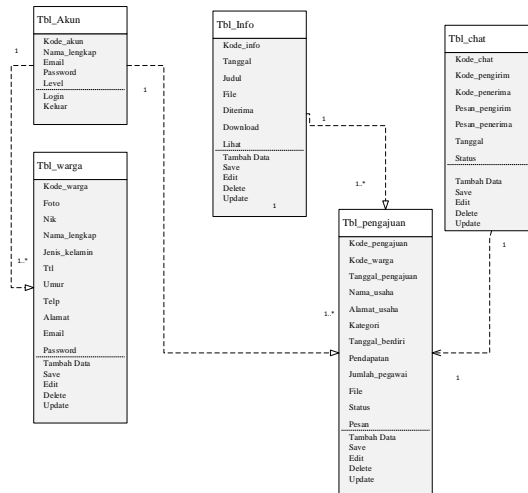 Tbl_Akun
Kode_akun
Nama_lengkap
Email
Password
Level
Login
Keluar
1
1
Tbl_warga
Kode_warga
Foto
Nik
Nama_lengkap
Jenis_kelamin
Ttl
Umur
Telp
Alamat
Email
Password
Tambah Data
Save
Edit
Delete
Update
1..*
Tbl_Info
Kode_info
Tanggal
Judul
File
Diterima
Download
Lihat
Tambah Data
Save
Edit
Delete
Update
1
1
1..*
Tbl_pengajuan
Kode_pengajuan
Kode_warga
Tanggal_pengajuan
Nama_usaha
Alamat_usaha
Kategori
Tanggal_berdiri
Pendapatan
Jumlah_pegawai
File
Status
Pesan
Tambah Data
Save
Edit
Delete
Update
1..*
Tbl_chat
Kode_chat
Kode_pengirim
Kode_penerima
Pesan_pengirim
Pesan_penerima
Tanggal
Status
Tambah Data
Save
Edit
Delete
Update
1
1